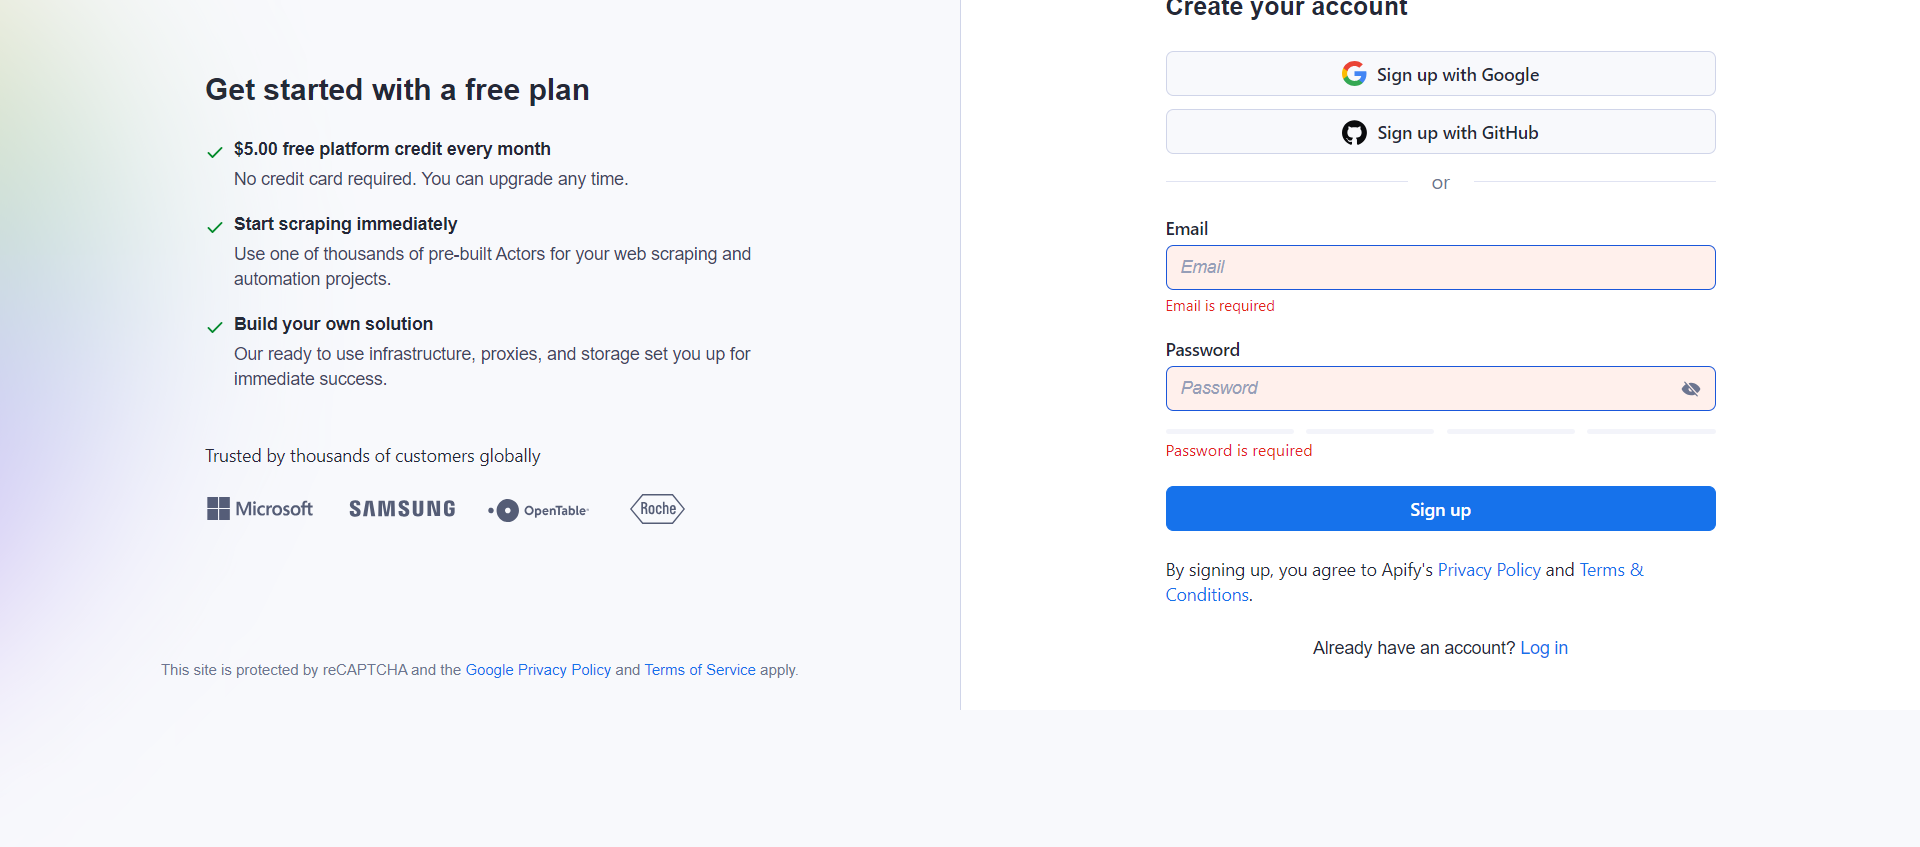 Get started with a free plan
$5.00 free platform credit every month
No credit card required. You can upgrade any time.
Start scraping immediately
Use one of thousands of pre-built Actors for your web scraping and
automation projects.
Build your own solution
Our ready to use infrastructure, proxies, and storage set you up for
immediate success.
Trusted by thousands of customers globally
Microsoft SAMSUNG OpenTable Roche
This site is protected by reCAPTCHA and the Google Privacy Policy and Terms of Service apply.
Create your account
Sign up with Google
Sign up with GitHub
or
Email
Email
Email is required
Password
Password
Password is required
Sign up
By signing up, you agree to Apify's Privacy Policy and Terms &
Conditions.
Already have an account? Log in